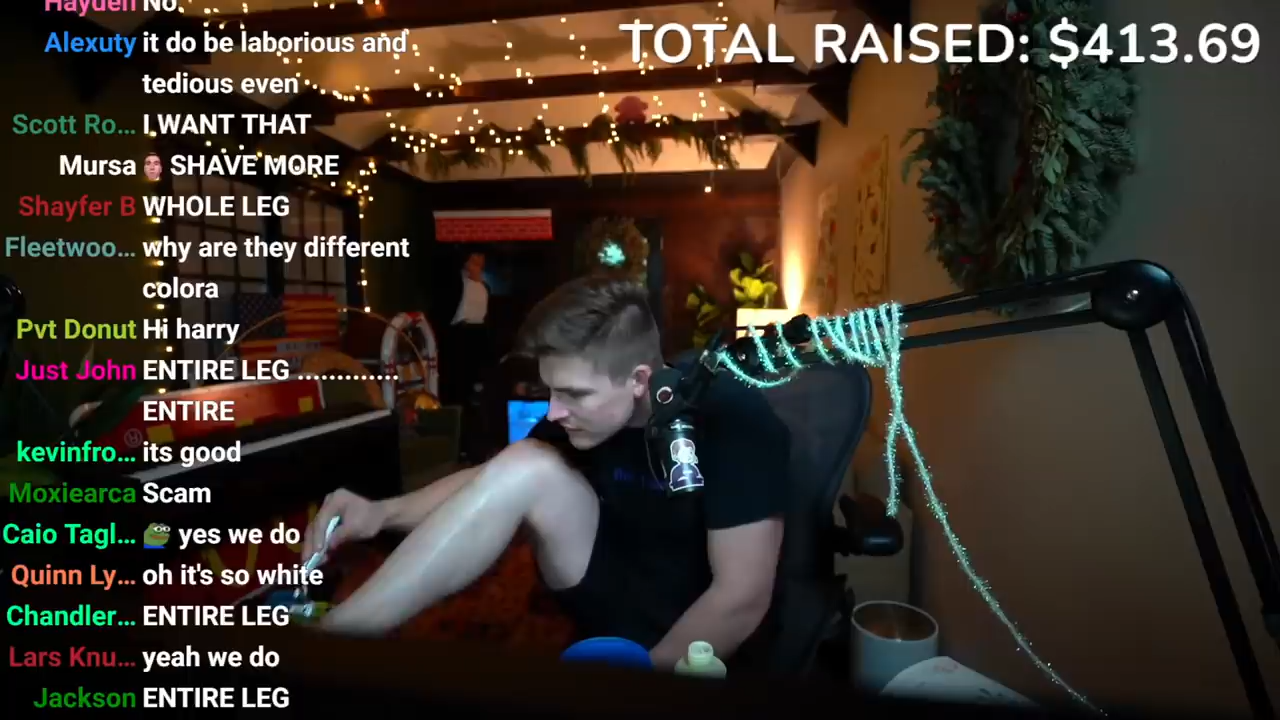 Hayden No.
TOTAL RAISED: $413.69
Alexuty it do be laborious and
tedious even
Scott Ro... I WANT THAT
Mursa SHAVE MORE
Shayfer B WHOLE LEG
Fleetwoo... why are they different
colora
Pvt Donut Hi harry
Just John ENTIRE LEG .............
ENTIRE
kevinfro... its good
Moxiearca Scam
Caio Tagl... yes we do
Quinn Ly... oh it's so white
Chandler... ENTIRE LEG
Lars Knu... yeah we do
Jackson ENTIRE LEG